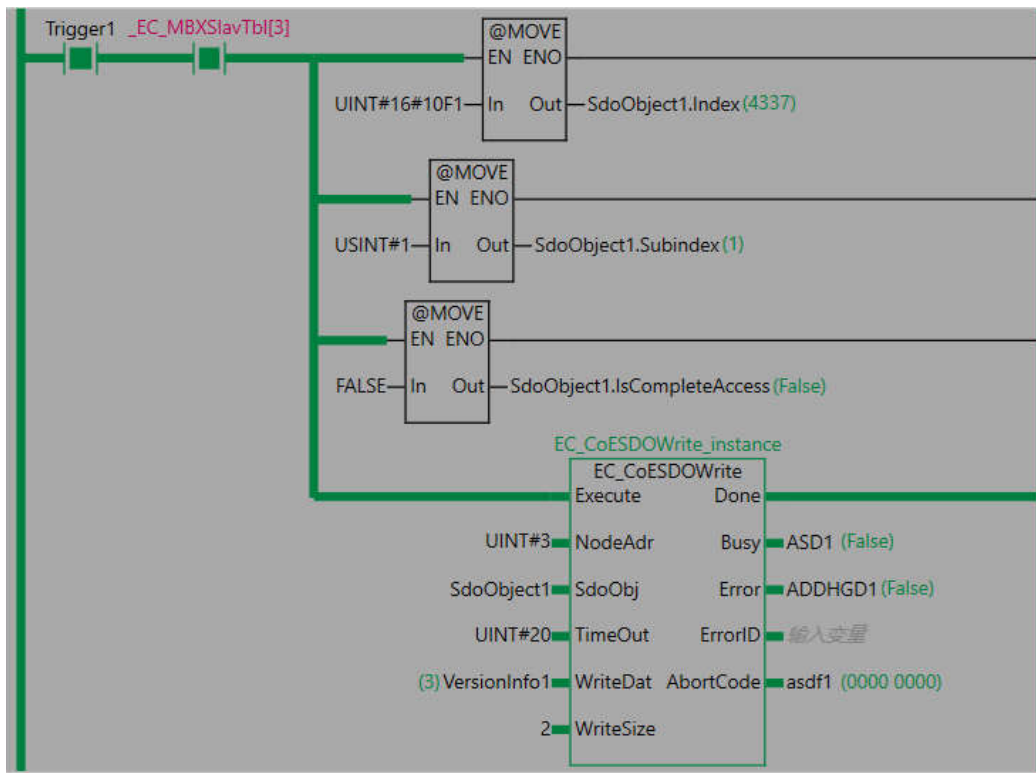 Trigger1 _EC_MBXSlavTbl[3]
@MOVE
EN ENO
UINT#16#10F1 In Out SdoObject1.Index (4337)
@MOVE
EN ENO
USINT#1 In Out SdoObject1.Subindex (1)
@MOVE
EN ENO
FALSE In Out SdoObject1.IsCompleteAccess (False)
EC_CoESDOWrite_instance
EC_CoESDOWrite
Execute Done
UINT#3 NodeAdr Busy ASD1 (False)
SdoObject1 SdoObj Error ADDHGD1 (False)
UINT#20 TimeOut ErrorID 输入变量
(3) VersionInfo1 WriteDat AbortCode asdf1 (0000 0000)
2 WriteSize